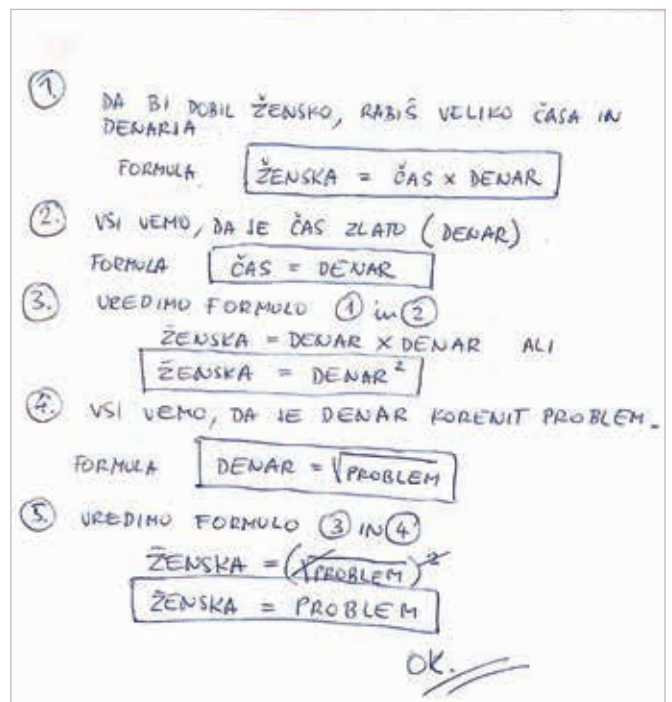 1.
DA BI DOBIL ŽENSKO, RABIŠ VELIKO ČASA IN
DENARJA
FORMULA ŽENSKA = ČAS X DENAR
2. VSI VEMO, DA JE ČAS ZLATO (DENAR)
FORMULA ČAS = DENAR
3. UREDIMO FORMULO 1 in 2
ŽENSKA = DENAR X DENAR ALI
ŽENSKA = DENAR²
4. VSI VEMO, DA JE DENAR KORENIT PROBLEM.
FORMULA DENAR = √PROBLEM
5. UREDIMO FORMULO 3 IN 4
ŽENSKA = (√PROBLEM)²
ŽENSKA = PROBLEM
OK.